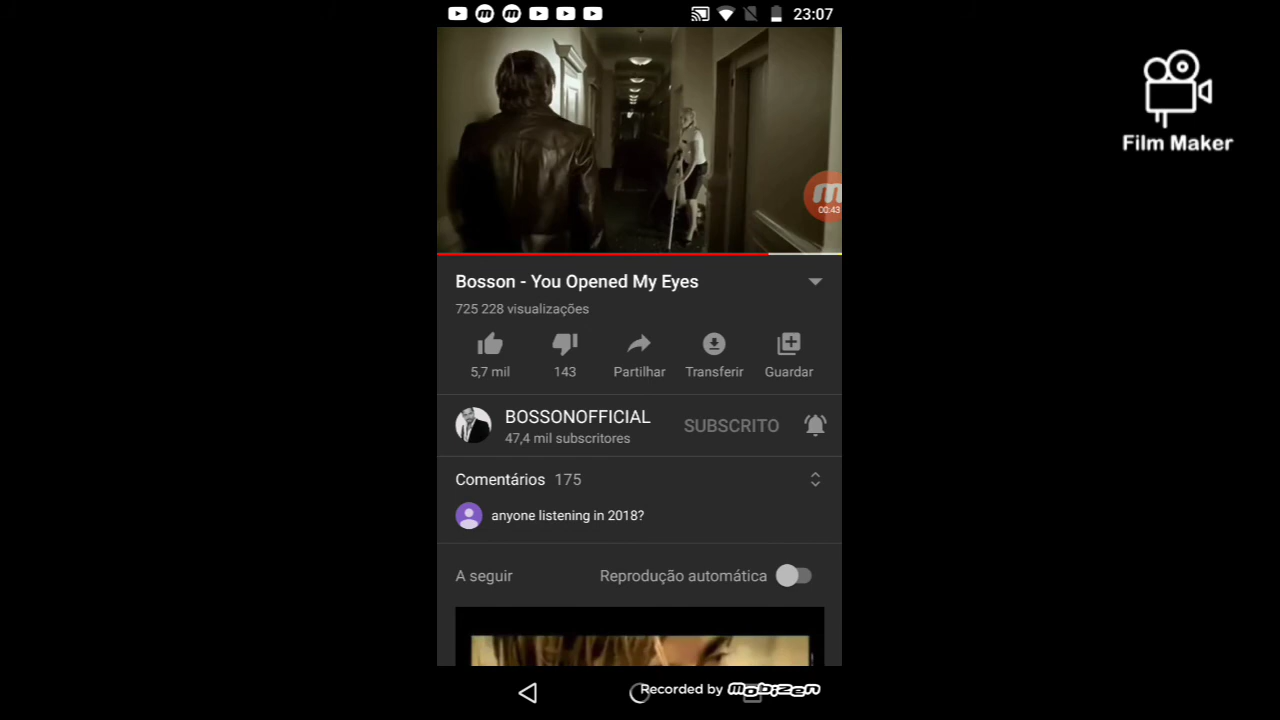 23:07
Film Maker
00:43
Bosson - You Opened My Eyes
725 228 visualizações
5,7 mil
143
Partilhar
Transferir
Guardar
BOSSONOFFICIAL
SUBSCRITO
47,4 mil subscritores
Comentários 175
anyone listening in 2018?
A seguir
Reprodução automática
Recorded by mobizen